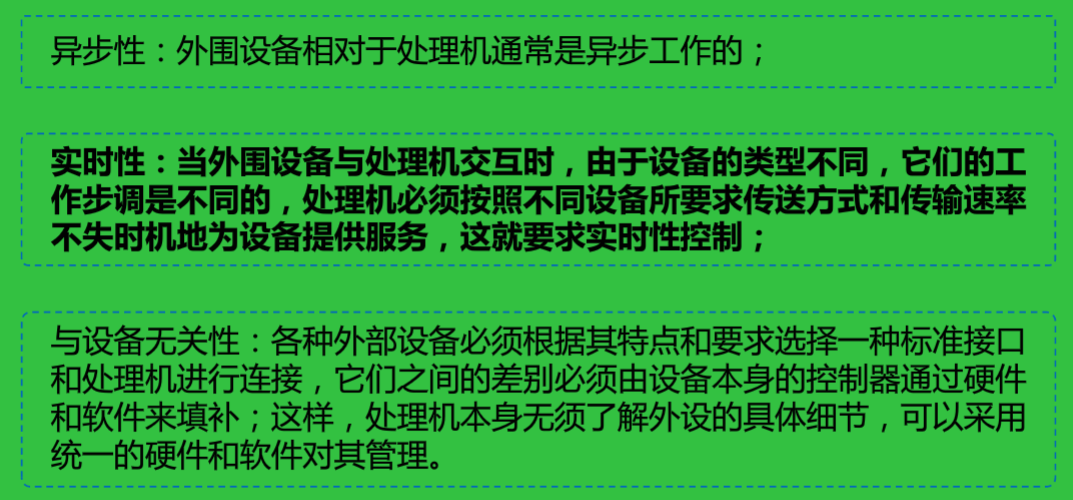 异步性：外围设备相对于处理机通常是异步工作的；
实时性：当外围设备与处理机交互时，由于设备的类型不同，它们的工
作步调是不同的，处理机必须按照不同设备所要求传送方式和传输速率
不失时机地为设备提供服务，这就要求实时性控制；
与设备无关性：各种外部设备必须根据其特点和要求选择一种标准接口
和处理机进行连接，它们之间的差别必须由设备本身的控制器通过硬件
和软件来填补；这样，处理机本身无须了解外设的具体细节，可以采用
统一的硬件和软件对其管理。